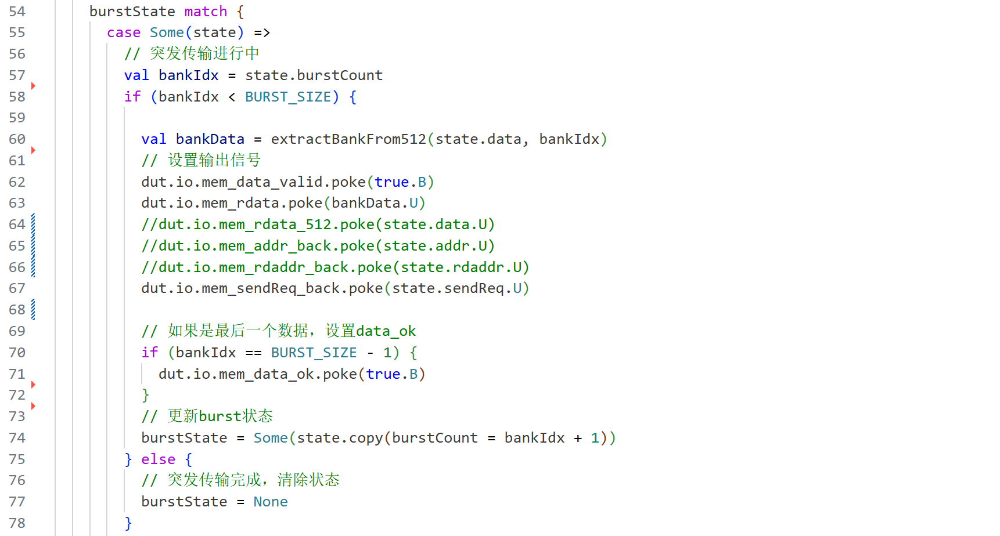 54 burstState match {
55 case Some(state) =>
56 // 突发传输进行中
57 val bankIdx = state.burstCount
58 if (bankIdx < BURST_SIZE) {
59
60 val bankData = extractBankFrom512(state.data, bankIdx)
61 // 设置输出信号
62 dut.io.mem_data_valid.poke(true.B)
63 dut.io.mem_rdata.poke(bankData.U)
64 //dut.io.mem_rdata_512.poke(state.data.U)
65 //dut.io.mem_addr_back.poke(state.addr.U)
66 //dut.io.mem_rdaddr_back.poke(state.rdaddr.U)
67 dut.io.mem_sendReq_back.poke(state.sendReq.U)
68
69 // 如果是最后一个数据，设置data_ok
70 if (bankIdx == BURST_SIZE - 1) {
71 dut.io.mem_data_ok.poke(true.B)
72 }
73 // 更新burst状态
74 burstState = Some(state.copy(burstCount = bankIdx + 1))
75 } else {
76 // 突发传输完成，清除状态
77 burstState = None
78 }